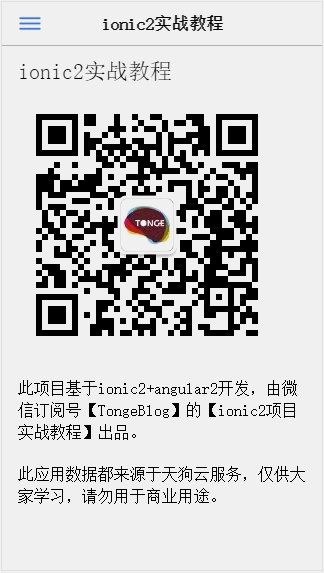 ionic2实战教程
ionic2实战教程
TONGE
此项目基于ionic2+angular2开发，由微
信订阅号【TongeBlog】的【ionic2项目
实战教程】出品。
此应用数据都来源于天狗云服务，仅供大
家学习，请勿用于商业用途。